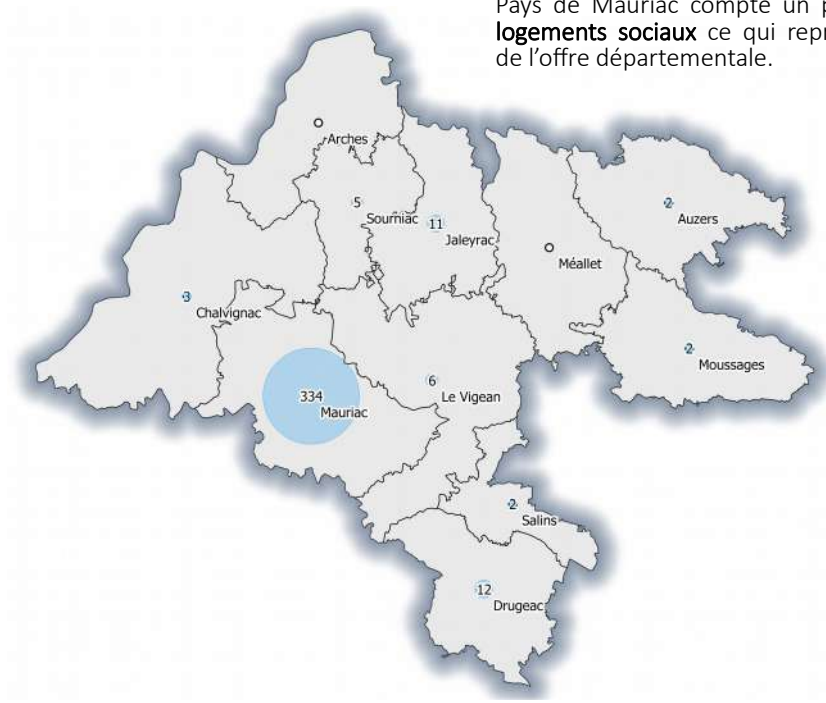 Pays de Mauriac compte un
logements sociaux ce qui
de l’offre départementale.
Arches
5
Sourniac
11
Jaleyrac
2
Auzers
Méallet
3
Chalvignac
2
Moussages
334
Mauriac
6
Le Vigean
2
Salins
12
Drugeac